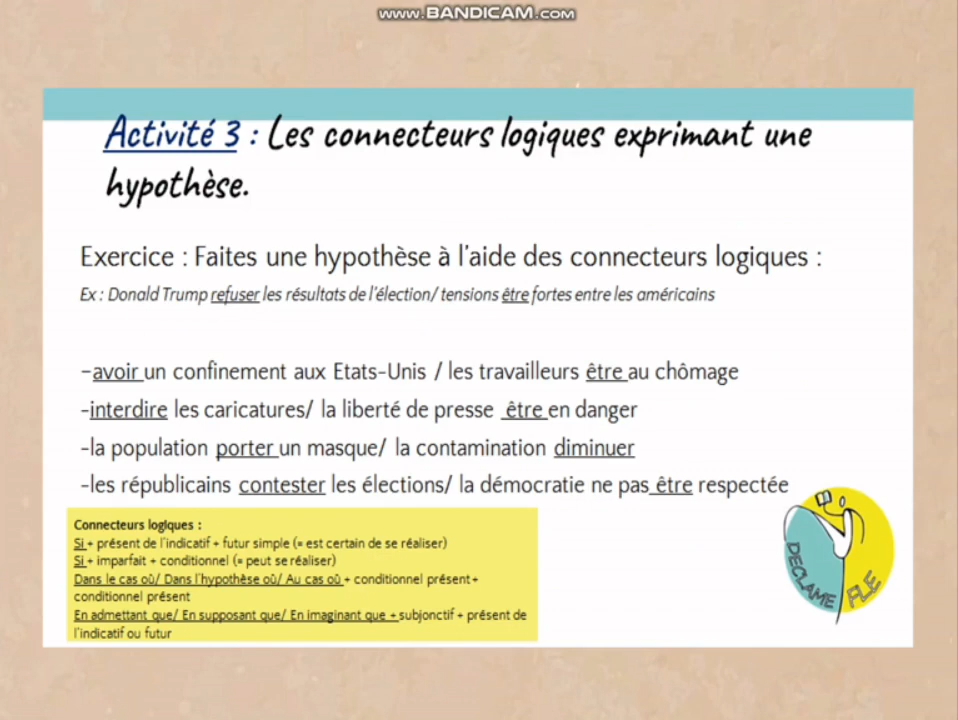 www.BANDICAM.com
Activité 3 : Les connecteurs logiques exprimant une
hypothèse.
Exercice : Faites une hypothèse à l'aide des connecteurs logiques :
Ex : Donald Trump refuser les résultats de l'élection/ tensions être fortes entre les américains
-avoir un confinement aux Etats-Unis / les travailleurs être au chômage
-interdire les caricatures/ la liberté de presse être en danger
-la population porter un masque/ la contamination diminuer
-les républicains contester les élections/ la démocratie ne pas être respectée
Connecteurs logiques :
Si + présent de l'indicatif + futur simple (= est certain de se réaliser)
Si + imparfait + conditionnel (= peut se réaliser)
Dans le cas où/ Dans l'hypothèse où/ Au cas où + conditionnel présent+
conditionnel présent
En admettant que/ En supposant que/ En imaginant que + subjonctif + présent de
l'indicatif ou futur
DECLAME FLE